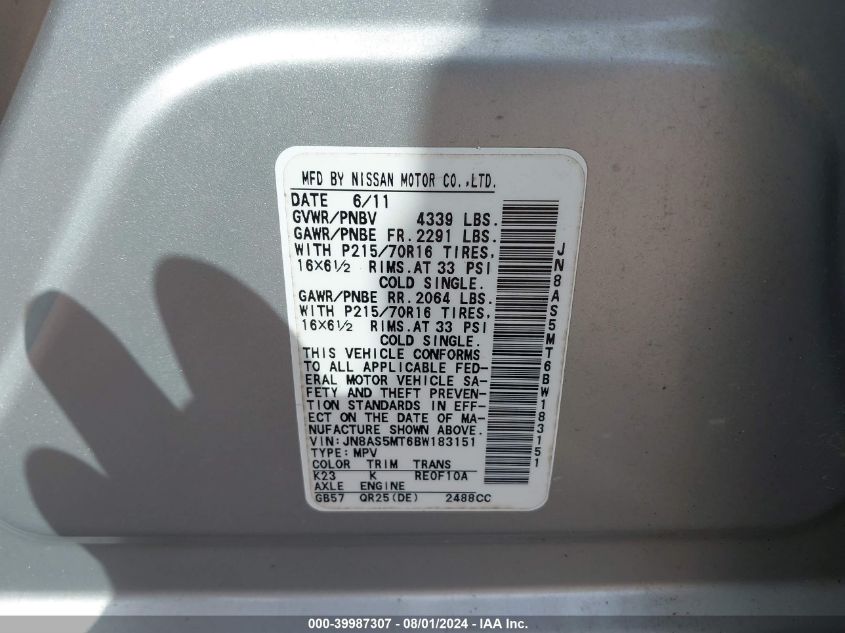 MFD BY NISSAN MOTOR CO.,LTD.
DATE 6/11
GVWR/PNBV 4339 LBS.
GAWR/PNBE FR.2291 LBS.
WITH P215/70R16 TIRES,
16×6½ RIMS.AT 33 PSI
COLD SINGLE.
GAWR/PNBE RR.2064 LBS.
WITH P215/70R16 TIRES,
16×6½ RIMS.AT 33 PSI
COLD SINGLE.
THIS VEHICLE CONFORMS
TO ALL APPLICABLE FED-
ERAL MOTOR VEHICLE SA-
FETY AND THEFT PREVEN-
TION STANDARDS IN EFF-
ECT ON THE DATE OF MA-
NUFACTURE SHOWN ABOVE.
VIN:JN8AS5MT6BW183151
TYPE:MPV
COLOR TRIM TRANS
K23 K RE0F10A
AXLE ENGINE
GB57 QR25(DE) 2488CC
JN8AS5MT6BW183151
000-39987307 - 08/01/2024 - © IAA Inc.